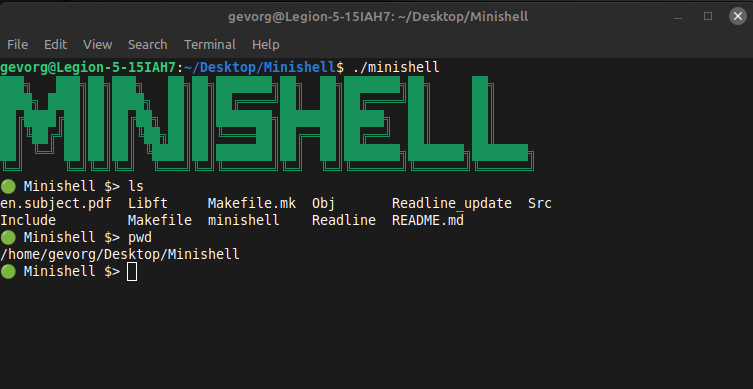 gevorg@Legion-5-15IAH7: ~/Desktop/Minishell
File Edit View Search Terminal Help
gevorg@Legion-5-15IAH7:~/Desktop/Minishell$ ./minishell
MINISHELL
🟢 Minishell $> ls
en.subject.pdf  Libft     Makefile.mk  Obj       Readline_update  Src
Include         Makefile  minishell    Readline  README.md
🟢 Minishell $> pwd
/home/gevorg/Desktop/Minishell
🟢 Minishell $>